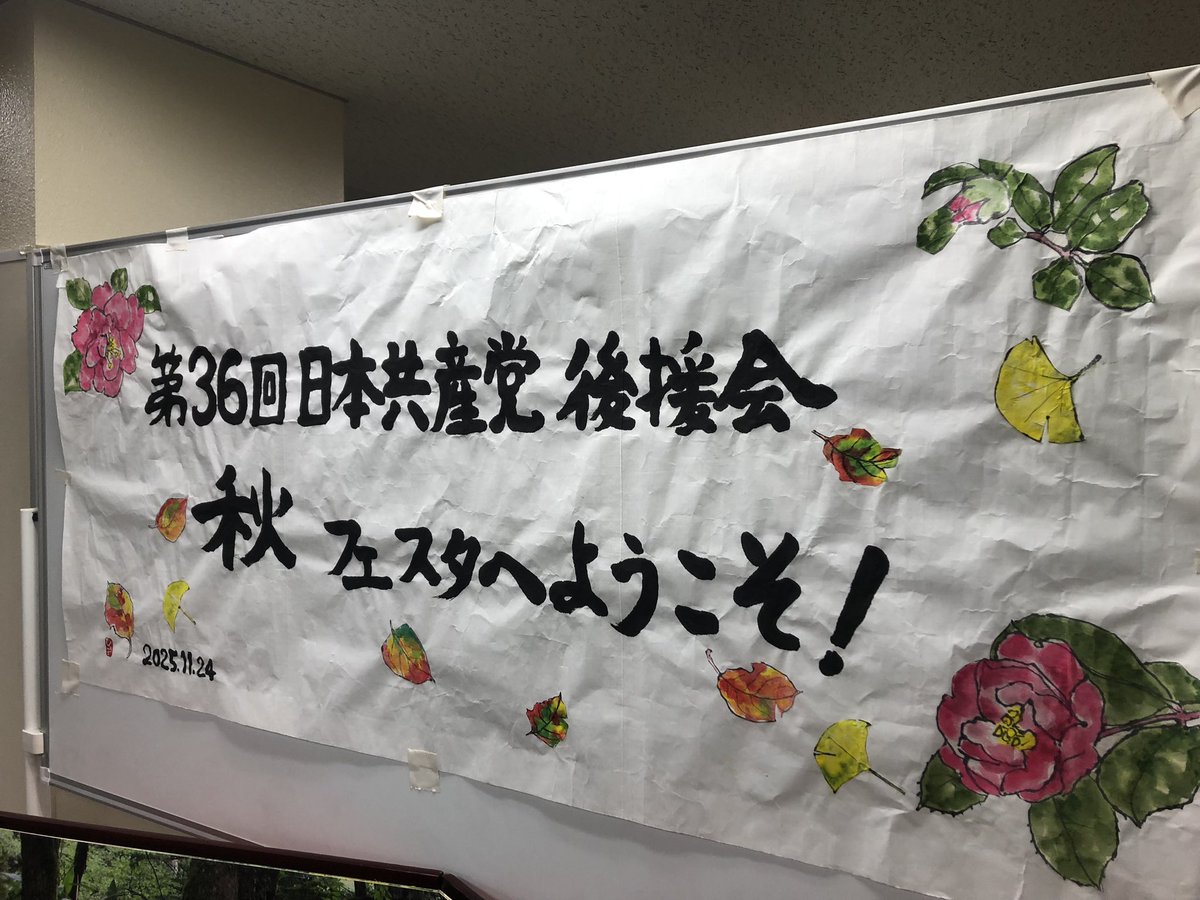 第36回日本共産党 後援会
秋 フェスタへようこそ!
2025.11.24